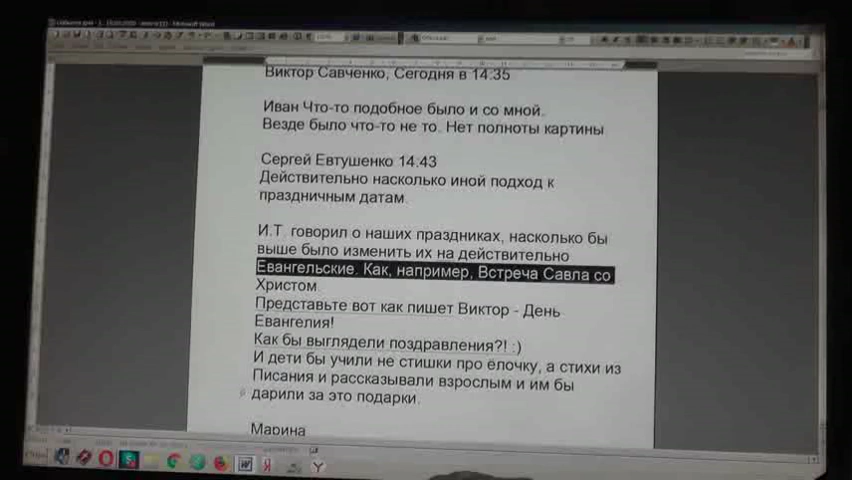 Виктор Савченко, Сегодня в 14:35
Иван Что-то подобное было и со мной.
Везде было что-то не то. Нет полноты картины
Сергей Евтушенко 14.43
Действительно насколько иной подход к
праздничным датам.
И.Т. говорил о наших праздниках, насколько бы
выше было изменить их на действительно
Евангельские. Как, например, Встреча Савла со
Христом.
Представьте вот как пишет Виктор - День
Евангелия!
Как бы выглядели поздравления?! :)
И дети бы учили не стишки про ёлочку, а стихи из
Писания и рассказывали взрослым и им бы
дарили за это подарки.
Марина